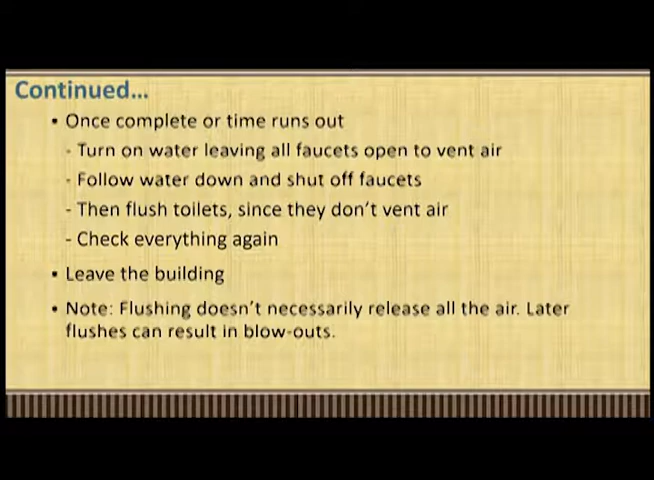 Continued...
• Once complete or time runs out
- Turn on water leaving all faucets open to vent air
- Follow water down and shut off faucets
- Then flush toilets, since they don't vent air
- Check everything again
• Leave the building
• Note: Flushing doesn't necessarily release all the air. Later
flushes can result in blow-outs.